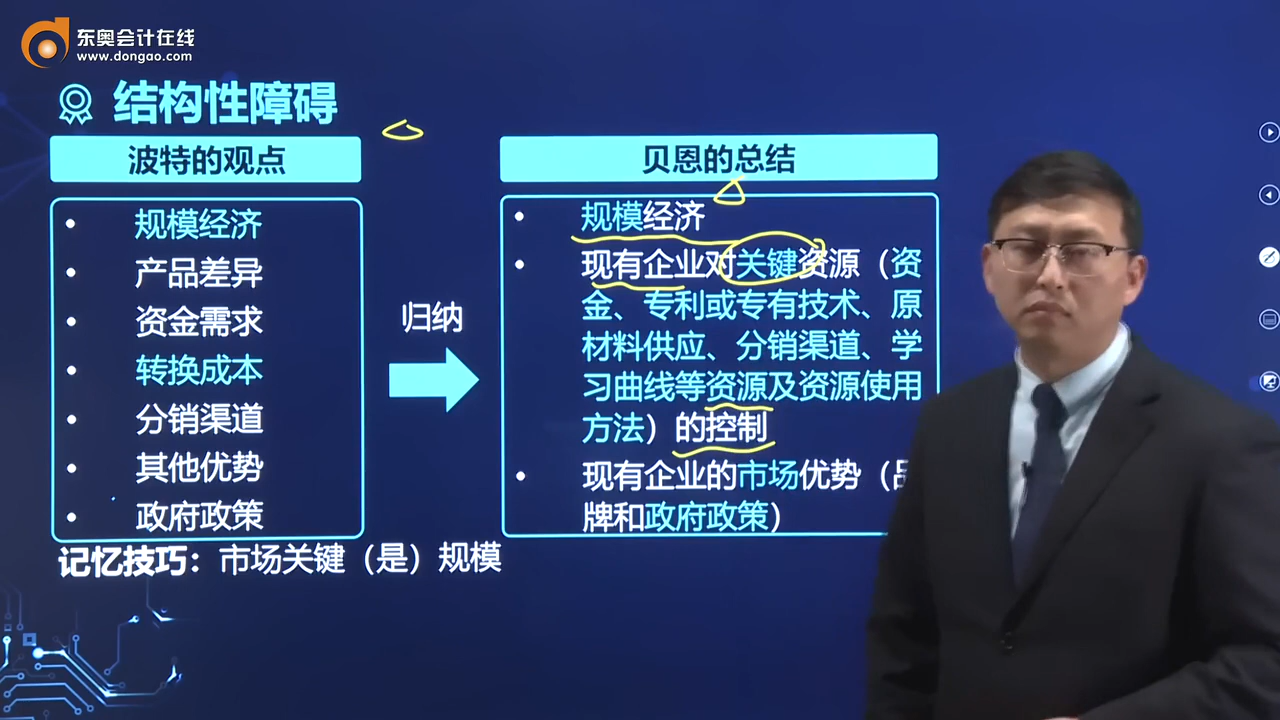 东奥会计在线
www.dongao.com
结构性障碍
波特的观点
规模经济
产品差异
资金需求
转换成本
分销渠道
其他优势
政府政策
归纳
贝恩的总结
规模经济
现有企业对关键资源（资
金、专利或专有技术、原
材料供应、分销渠道、学
习曲线等资源及资源使用
方法）的控制
现有企业的市场优势（品
牌和政府政策）
记忆技巧：市场关键（是）规模